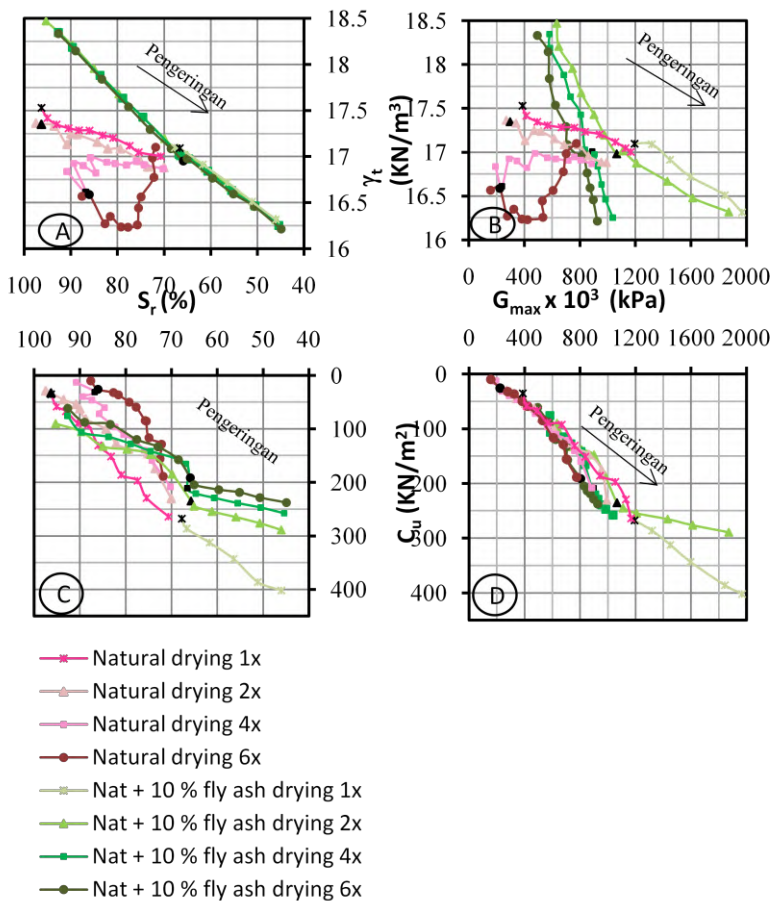 18.5
18
17.5
17
16.5
16
γt
(KN/m³)
Pengeringan
A
100 90 80 70 60 50 40
Sr (%)
18.5
18
17.5
17
16.5
16
Pengeringan
B
0 400 800 1200 1600 2000
Gmax x 10³ (kPa)
100 90 80 70 60 50 40
0
100
200
300
400
Cu (KN/m²)
Pengeringan
C
0 400 800 1200 1600 2000
0
100
200
300
400
Pengeringan
D
Natural drying 1x
Natural drying 2x
Natural drying 4x
Natural drying 6x
Nat + 10 % fly ash drying 1x
Nat + 10 % fly ash drying 2x
Nat + 10 % fly ash drying 4x
Nat + 10 % fly ash drying 6x